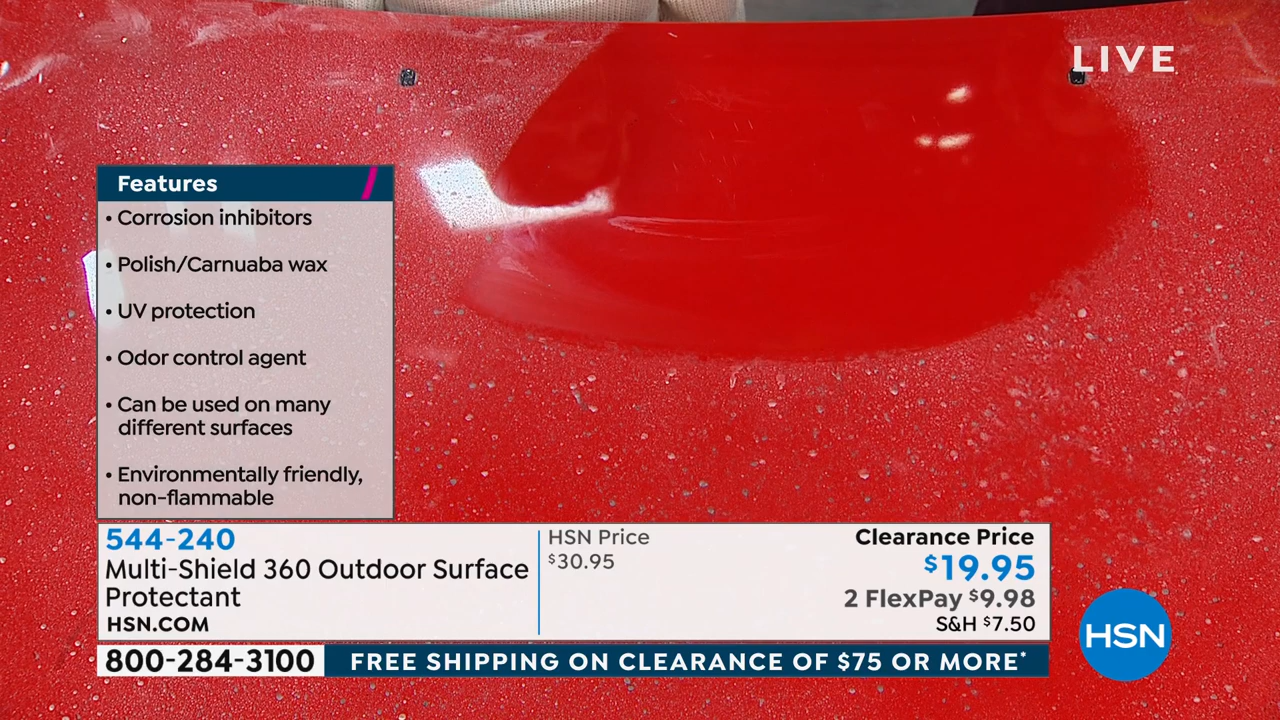 LIVE
Features
• Corrosion inhibitors
• Polish/Carnuaba wax
• UV protection
• Odor control agent
• Can be used on many
different surfaces
• Environmentally friendly,
non-flammable
544-240
Multi-Shield 360 Outdoor Surface
Protectant
HSN.COM
HSN Price
$30.95
Clearance Price
$19.95
2 FlexPay $9.98
S&H $7.50
800-284-3100
FREE SHIPPING ON CLEARANCE OF $75 OR MORE*
HSN